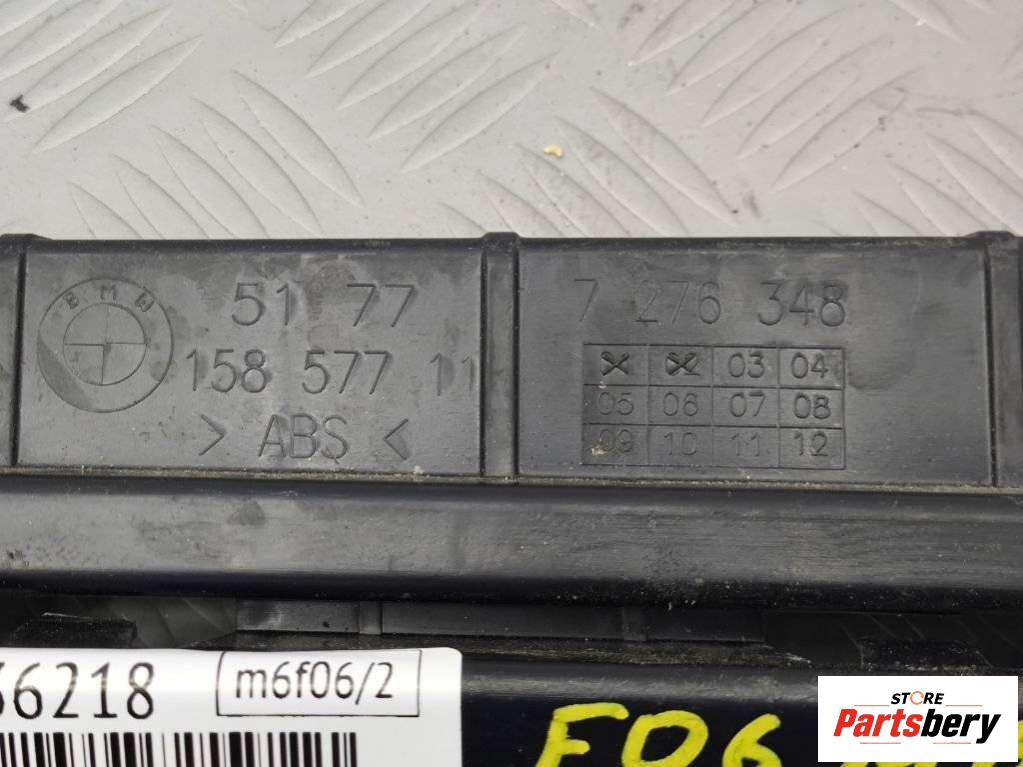 BMW
51 77
7 276 348
158 577 11
> ABS <
03 04
05 06 07 08
09 10 11 12
36218
m6f06/2
F06
STORE
Partsbery